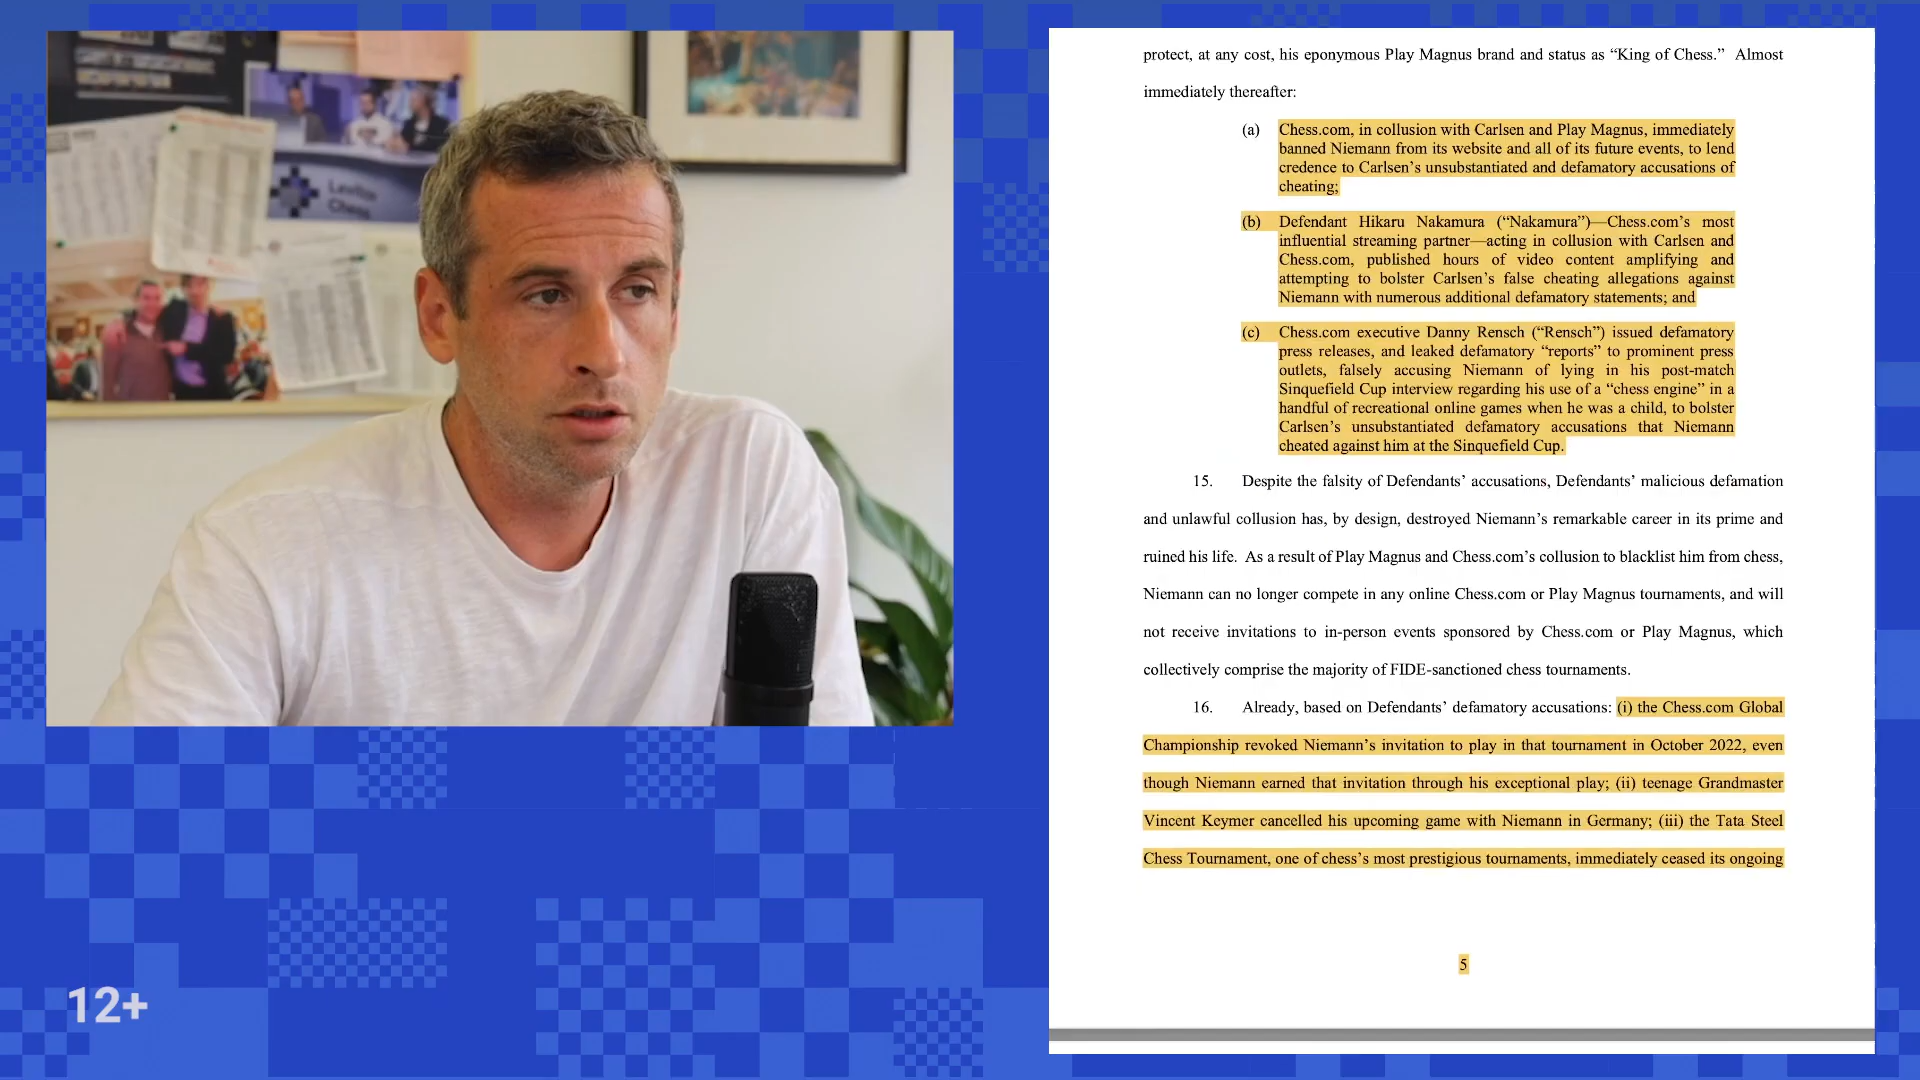 Levitov
Chess
12+
protect, at any cost, his eponymous Play Magnus brand and status as “King of Chess.” Almost
immediately thereafter:
(a) Chess.com, in collusion with Carlsen and Play Magnus, immediately
banned Niemann from its website and all of its future events, to lend
credence to Carlsen’s unsubstantiated and defamatory accusations of
cheating;
(b) Defendant Hikaru Nakamura (“Nakamura”)—Chess.com’s most
influential streaming partner—acting in collusion with Carlsen and
Chess.com, published hours of video content amplifying and
attempting to bolster Carlsen’s false cheating allegations against
Niemann with numerous additional defamatory statements; and
(c) Chess.com executive Danny Rensch (“Rensch”) issued defamatory
press releases, and leaked defamatory “reports” to prominent press
outlets, falsely accusing Niemann of lying in his post-match
Sinquefield Cup interview regarding his use of a “chess engine” in a
handful of recreational online games when he was a child, to bolster
Carlsen’s unsubstantiated defamatory accusations that Niemann
cheated against him at the Sinquefield Cup.
15. Despite the falsity of Defendants’ accusations, Defendants’ malicious defamation
and unlawful collusion has, by design, destroyed Niemann’s remarkable career in its prime and
ruined his life. As a result of Play Magnus and Chess.com’s collusion to blacklist him from chess,
Niemann can no longer compete in any online Chess.com or Play Magnus tournaments, and will
not receive invitations to in-person events sponsored by Chess.com or Play Magnus, which
collectively comprise the majority of FIDE-sanctioned chess tournaments.
16. Already, based on Defendants’ defamatory accusations: (i) the Chess.com Global
Championship revoked Niemann’s invitation to play in that tournament in October 2022, even
though Niemann earned that invitation through his exceptional play; (ii) teenage Grandmaster
Vincent Keymer cancelled his upcoming game with Niemann in Germany; (iii) the Tata Steel
Chess Tournament, one of chess’s most prestigious tournaments, immediately ceased its ongoing
5